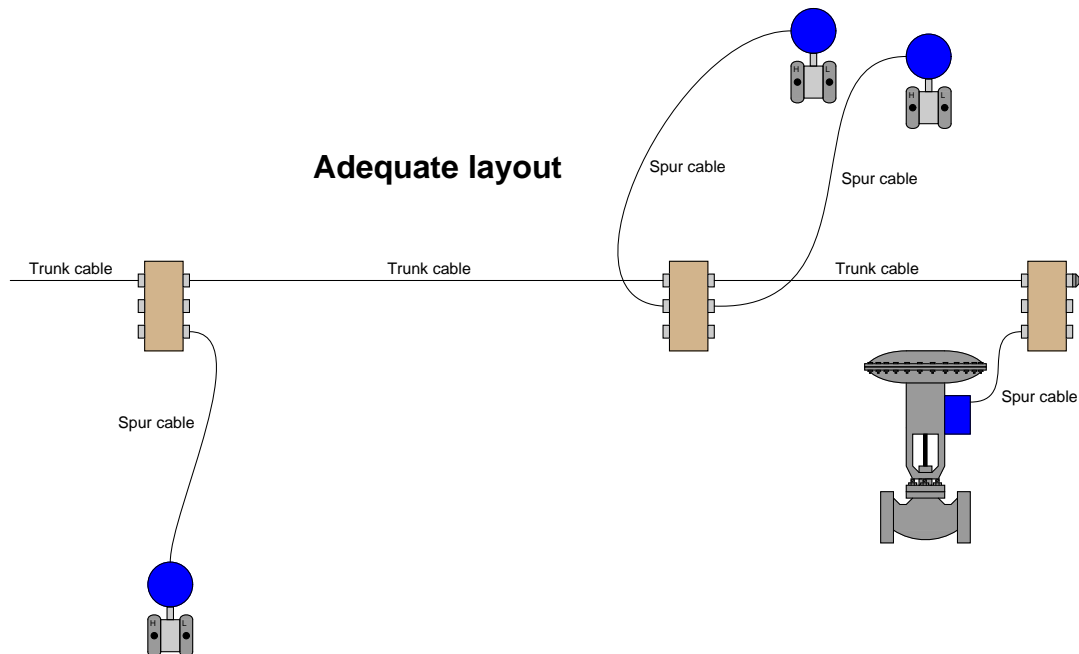 H
L
H
L
Adequate layout
Spur cable
Spur cable
Trunk cable
Trunk cable
Trunk cable
Spur cable
Spur cable
H
L